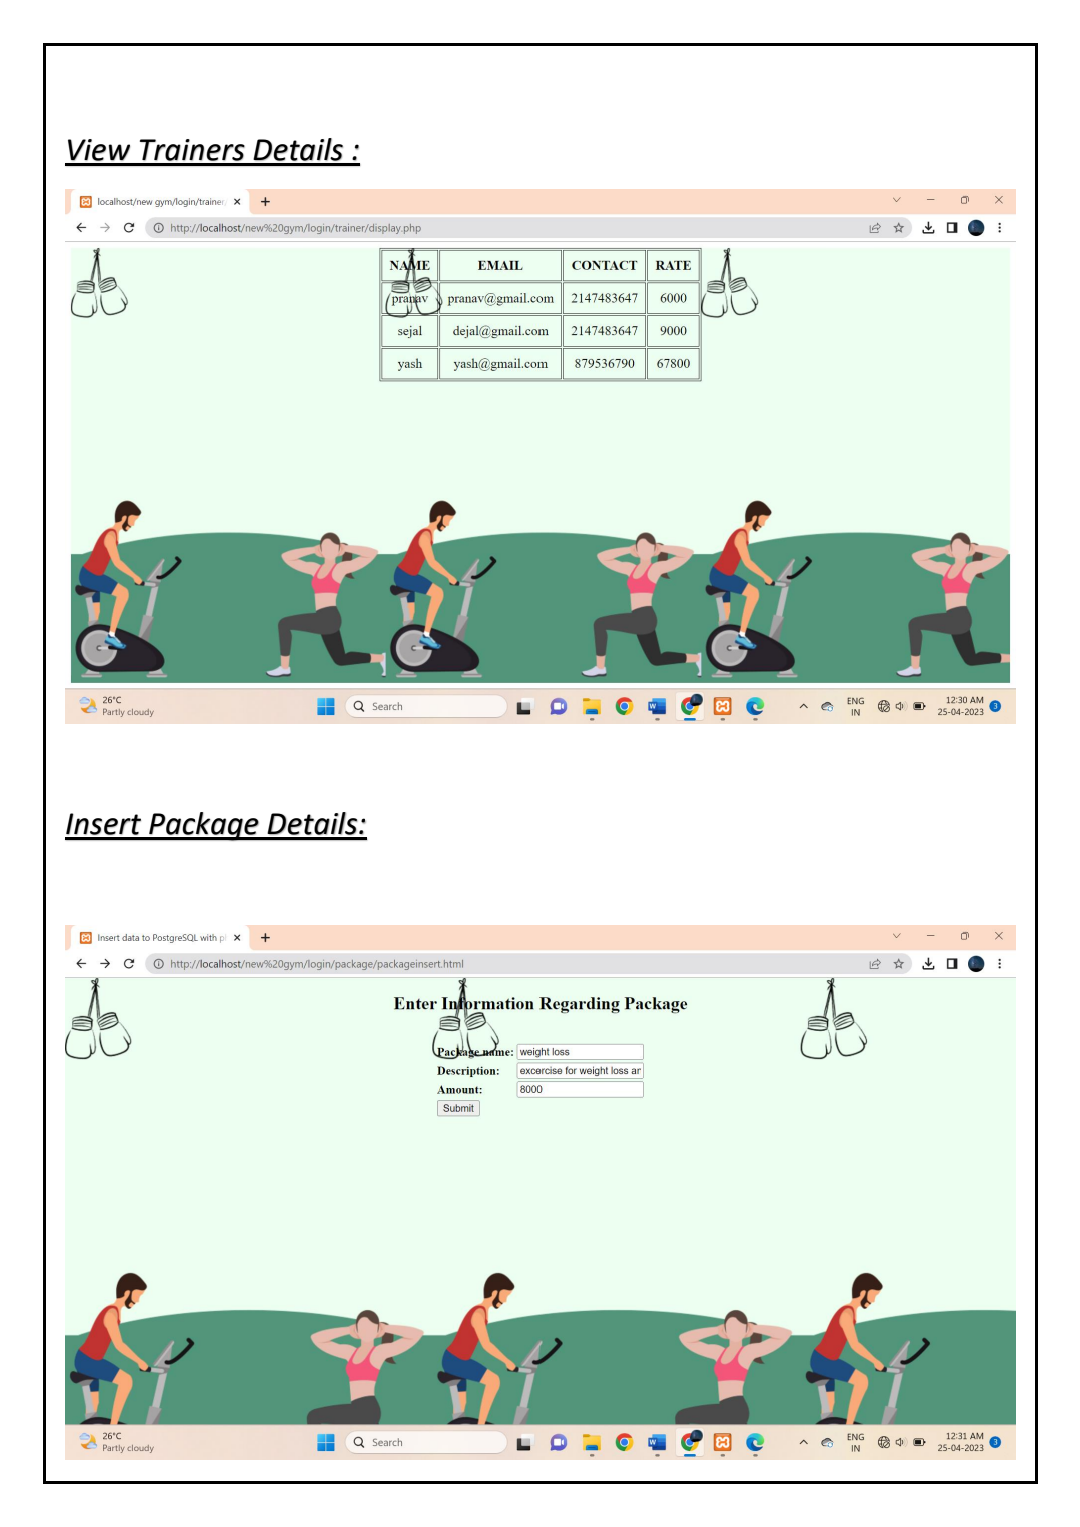 View Trainers Details :
localhost/new gym/login/trainer
http://localhost/new%20gym/login/trainer/display.php
NAME EMAIL CONTACT RATE
pranav pranav@gmail.com 2147483647 6000
sejal dejal@gmail.com 2147483647 9000
yash yash@gmail.com 879536790 67800
26°C
Partly cloudy
Search
ENG
IN
12:30 AM
25-04-2023
3
Insert Package Details:
Insert data to PostgreSQL with p
http://localhost/new%20gym/login/package/packageinsert.html
Enter Information Regarding Package
Package name: weight loss
Description: excercise for weight loss ar
Amount: 8000
Submit
26°C
Partly cloudy
Search
ENG
IN
12:31 AM
25-04-2023
3